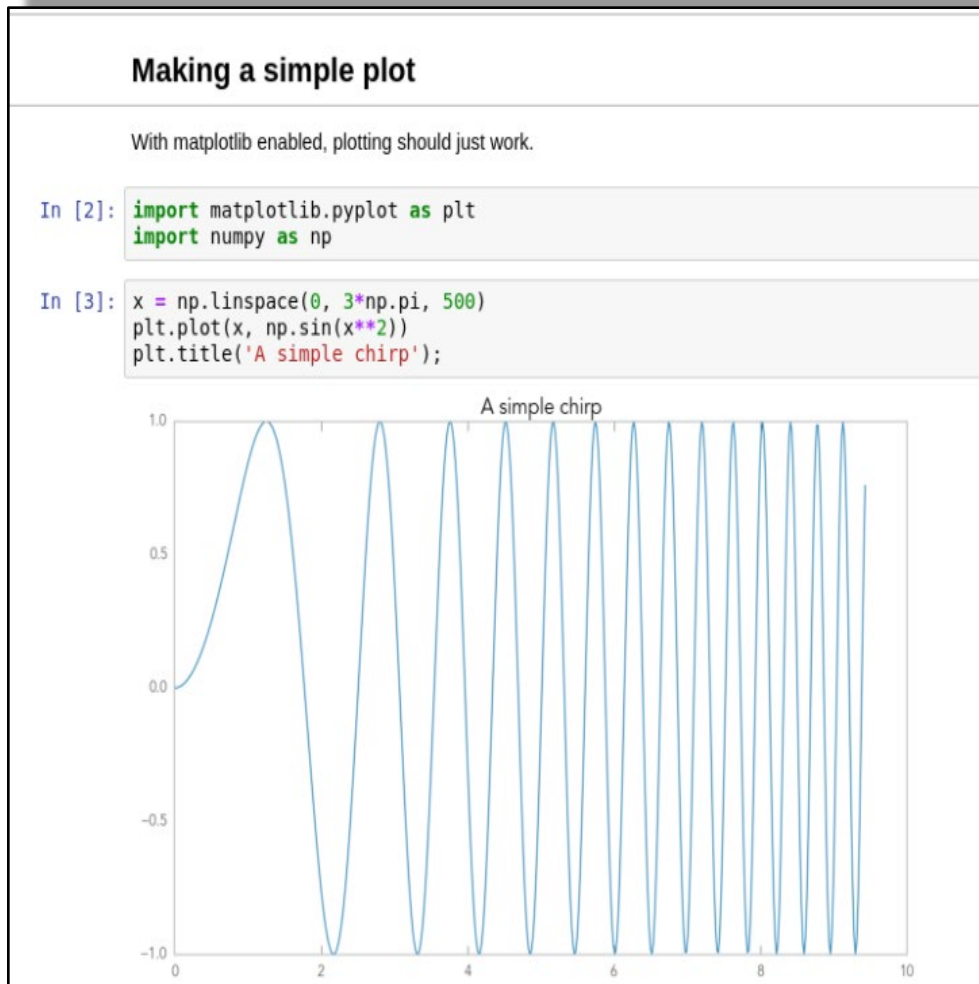 Making a simple plot
With matplotlib enabled, plotting should just work.
In [2]: import matplotlib.pyplot as plt
import numpy as np
In [3]: x = np.linspace(0, 3*np.pi, 500)
plt.plot(x, np.sin(x**2))
plt.title('A simple chirp');
A simple chirp
1.0
0.5
0.0
−0.5
−1.0
0 2 4 6 8 10